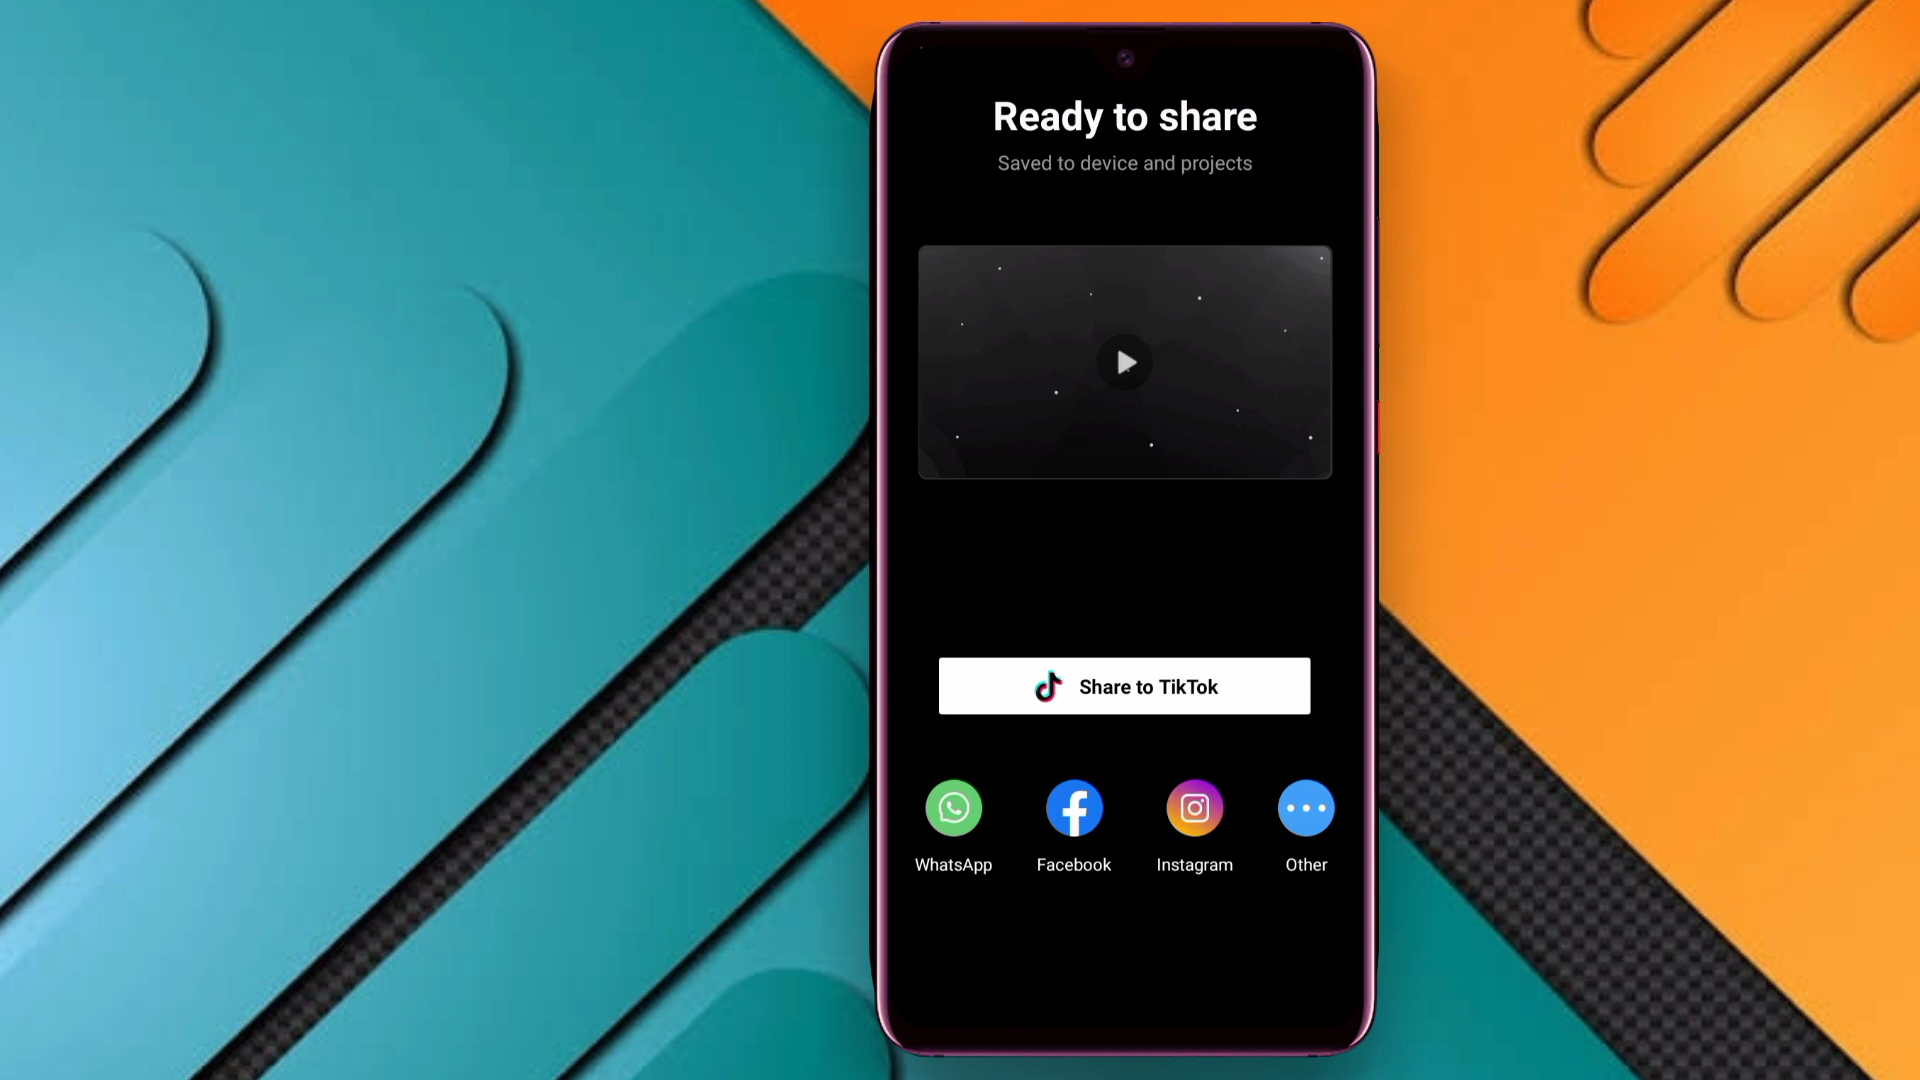 Ready to share
Saved to device and projects
Share to TikTok
WhatsApp
Facebook
Instagram
Other